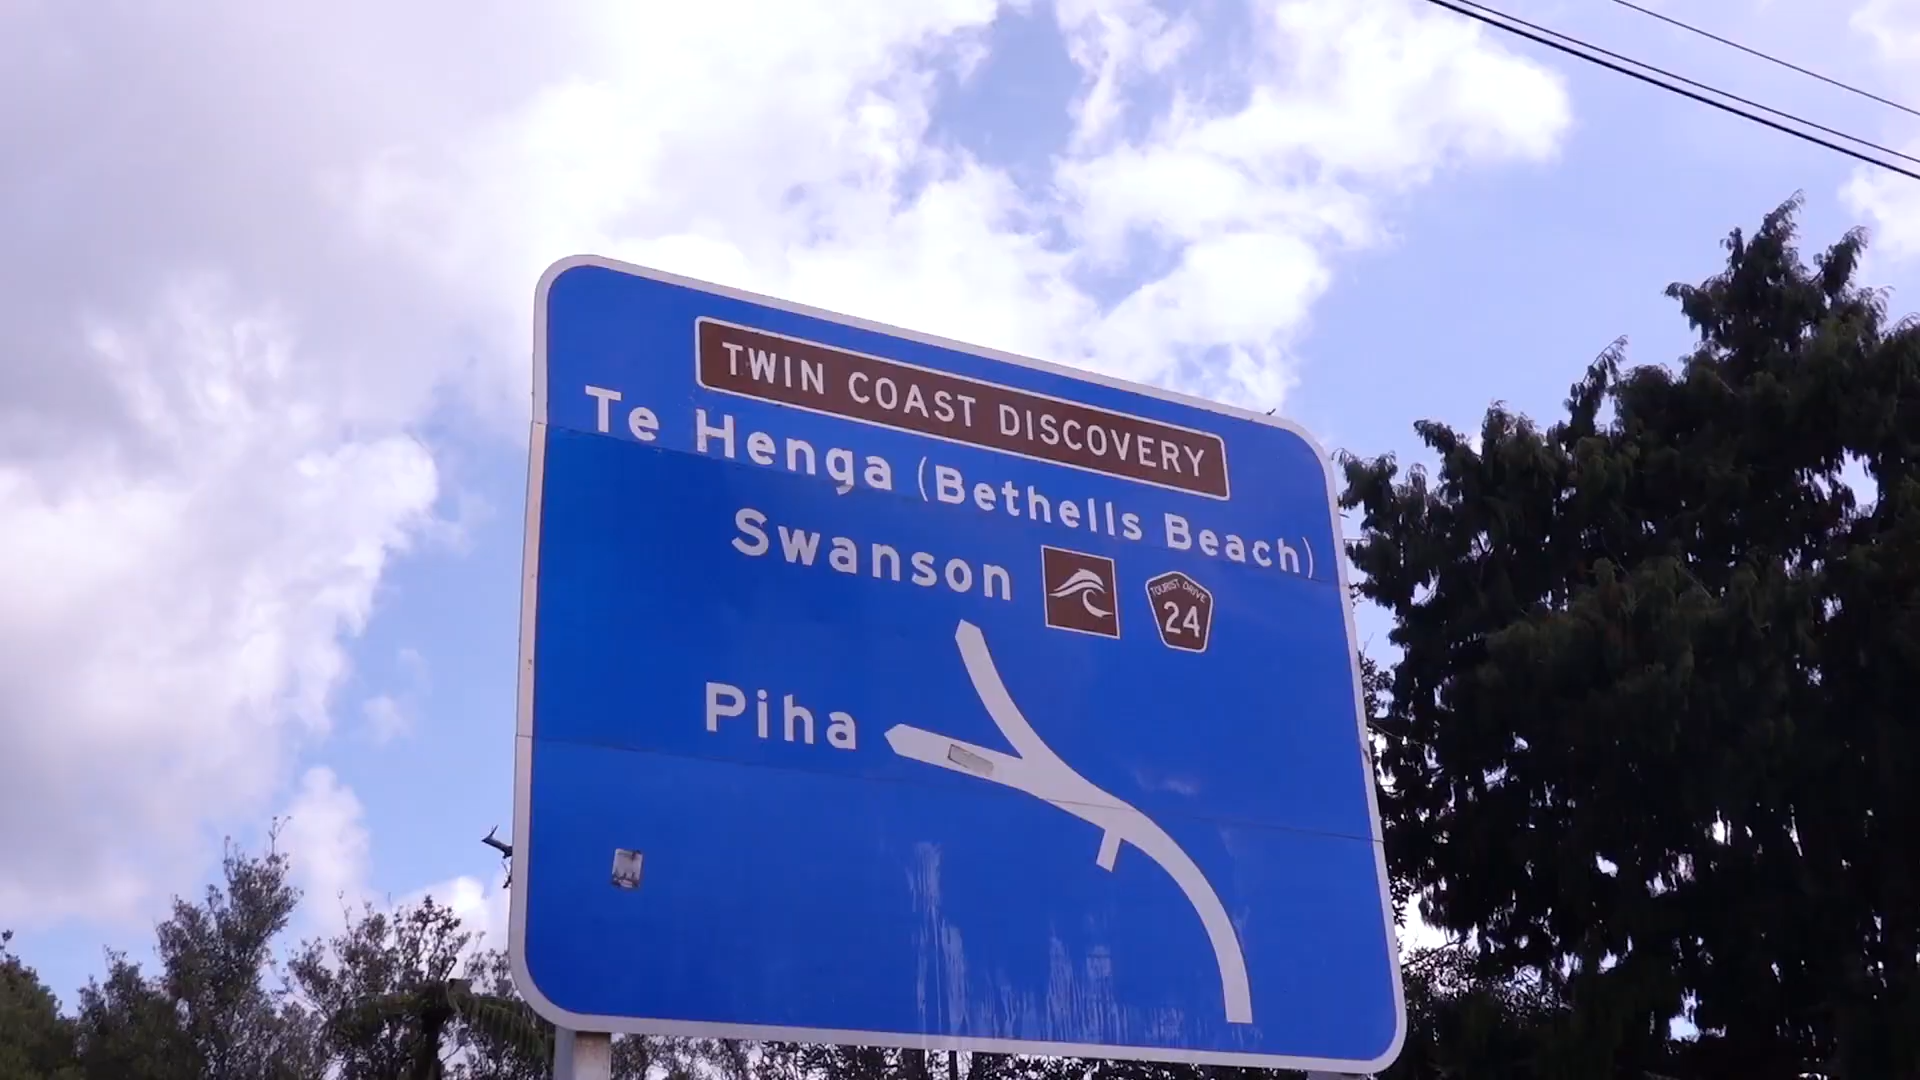 TWIN COAST DISCOVERY
Te Henga (Bethells Beach)
Swanson
TOURIST DRIVE
24
Piha